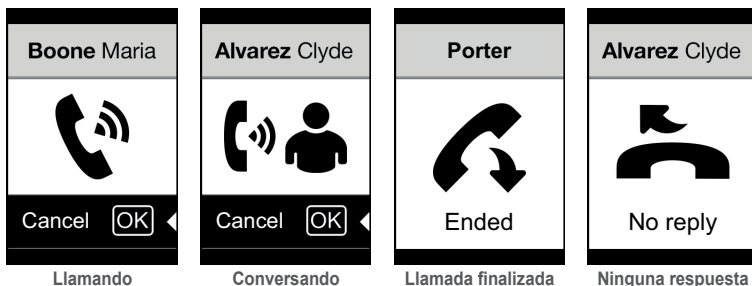 Boone Maria
Cancel OK
Llamando
Alvarez Clyde
Cancel OK
Conversando
Porter
Ended
Llamada finalizada
Alvarez Clyde
No reply
Ninguna respuesta